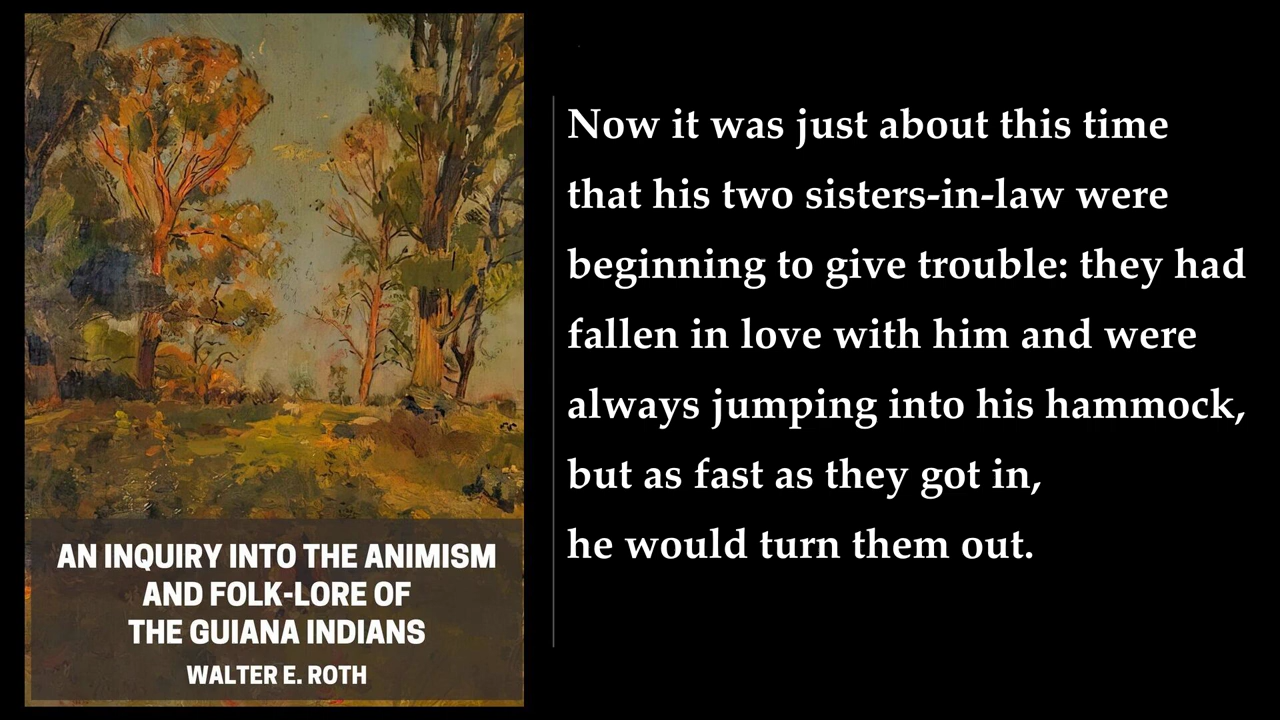 AN INQUIRY INTO THE ANIMISM
AND FOLK-LORE OF
THE GUIANA INDIANS
WALTER E. ROTH
Now it was just about this time
that his two sisters-in-law were
beginning to give trouble: they had
fallen in love with him and were
always jumping into his hammock,
but as fast as they got in,
he would turn them out.